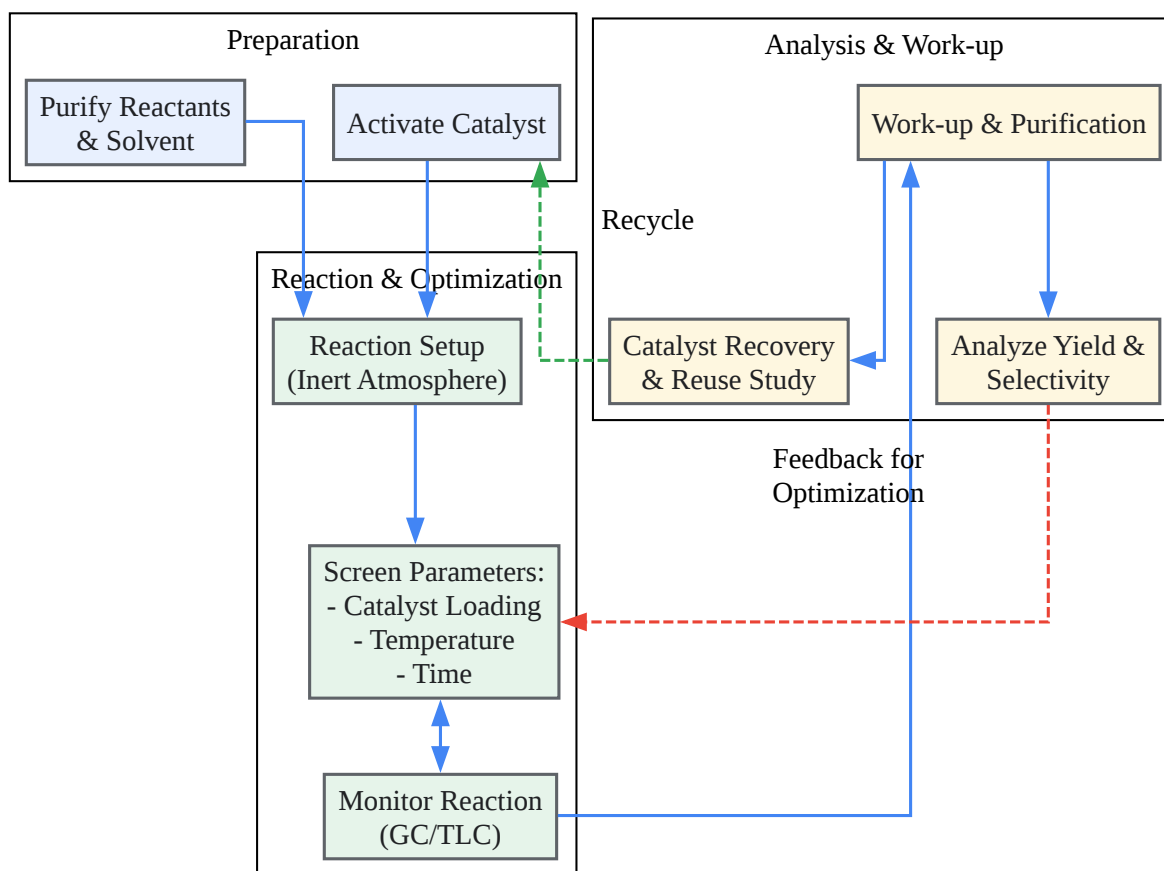 Preparation
Purify Reactants
& Solvent
Activate Catalyst
Analysis & Work-up
Work-up & Purification
Recycle
Catalyst Recovery
& Reuse Study
Analyze Yield &
Selectivity
Reaction & Optimization
Reaction Setup
(Inert Atmosphere)
Feedback for
Optimization
Screen Parameters:
- Catalyst Loading
- Temperature
- Time
Monitor Reaction
(GC/TLC)